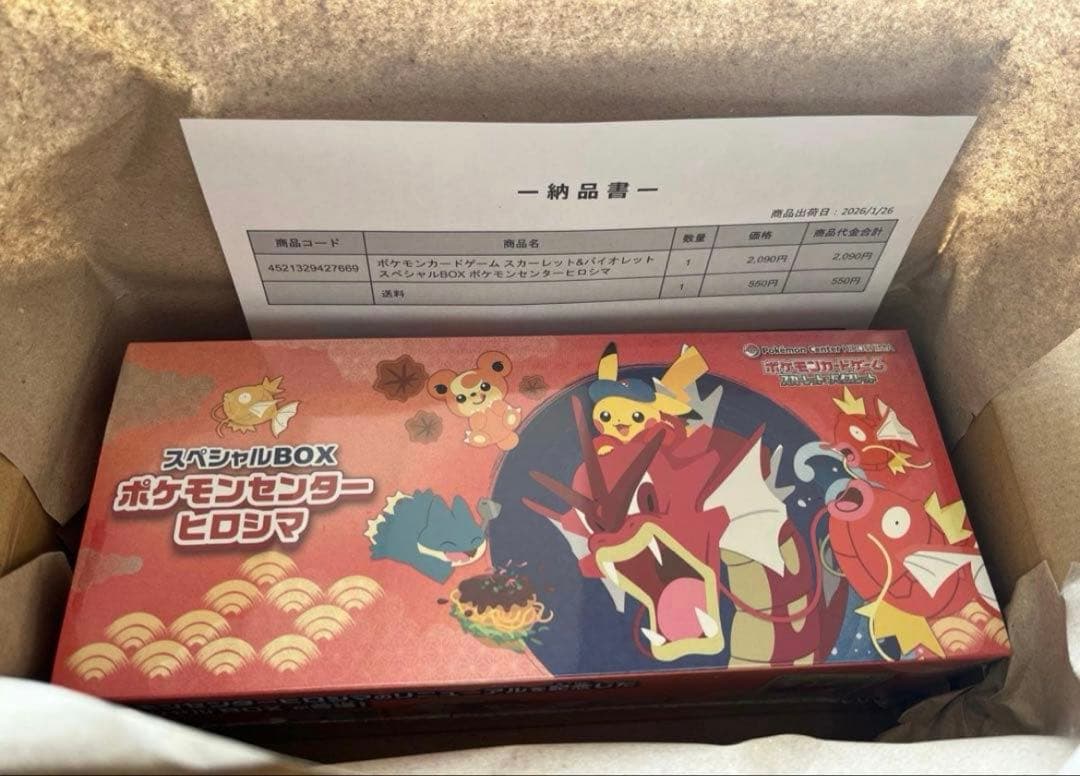 ー納品書ー
商品出荷日：2026/1/26
商品コード 商品名 数量 価格 商品代金合計
4521329427669 ポケモンカードゲーム スカーレット&バイオレット スペシャルBOX ポケモンセンターヒロシマ 1 2,090円 2,090円
送料 1 550円 550円
Pokémon Center HIROSHIMA
ポケモンカードゲーム
スカーレット&バイオレット
スペシャルBOX
ポケモンセンター
ヒロシマ